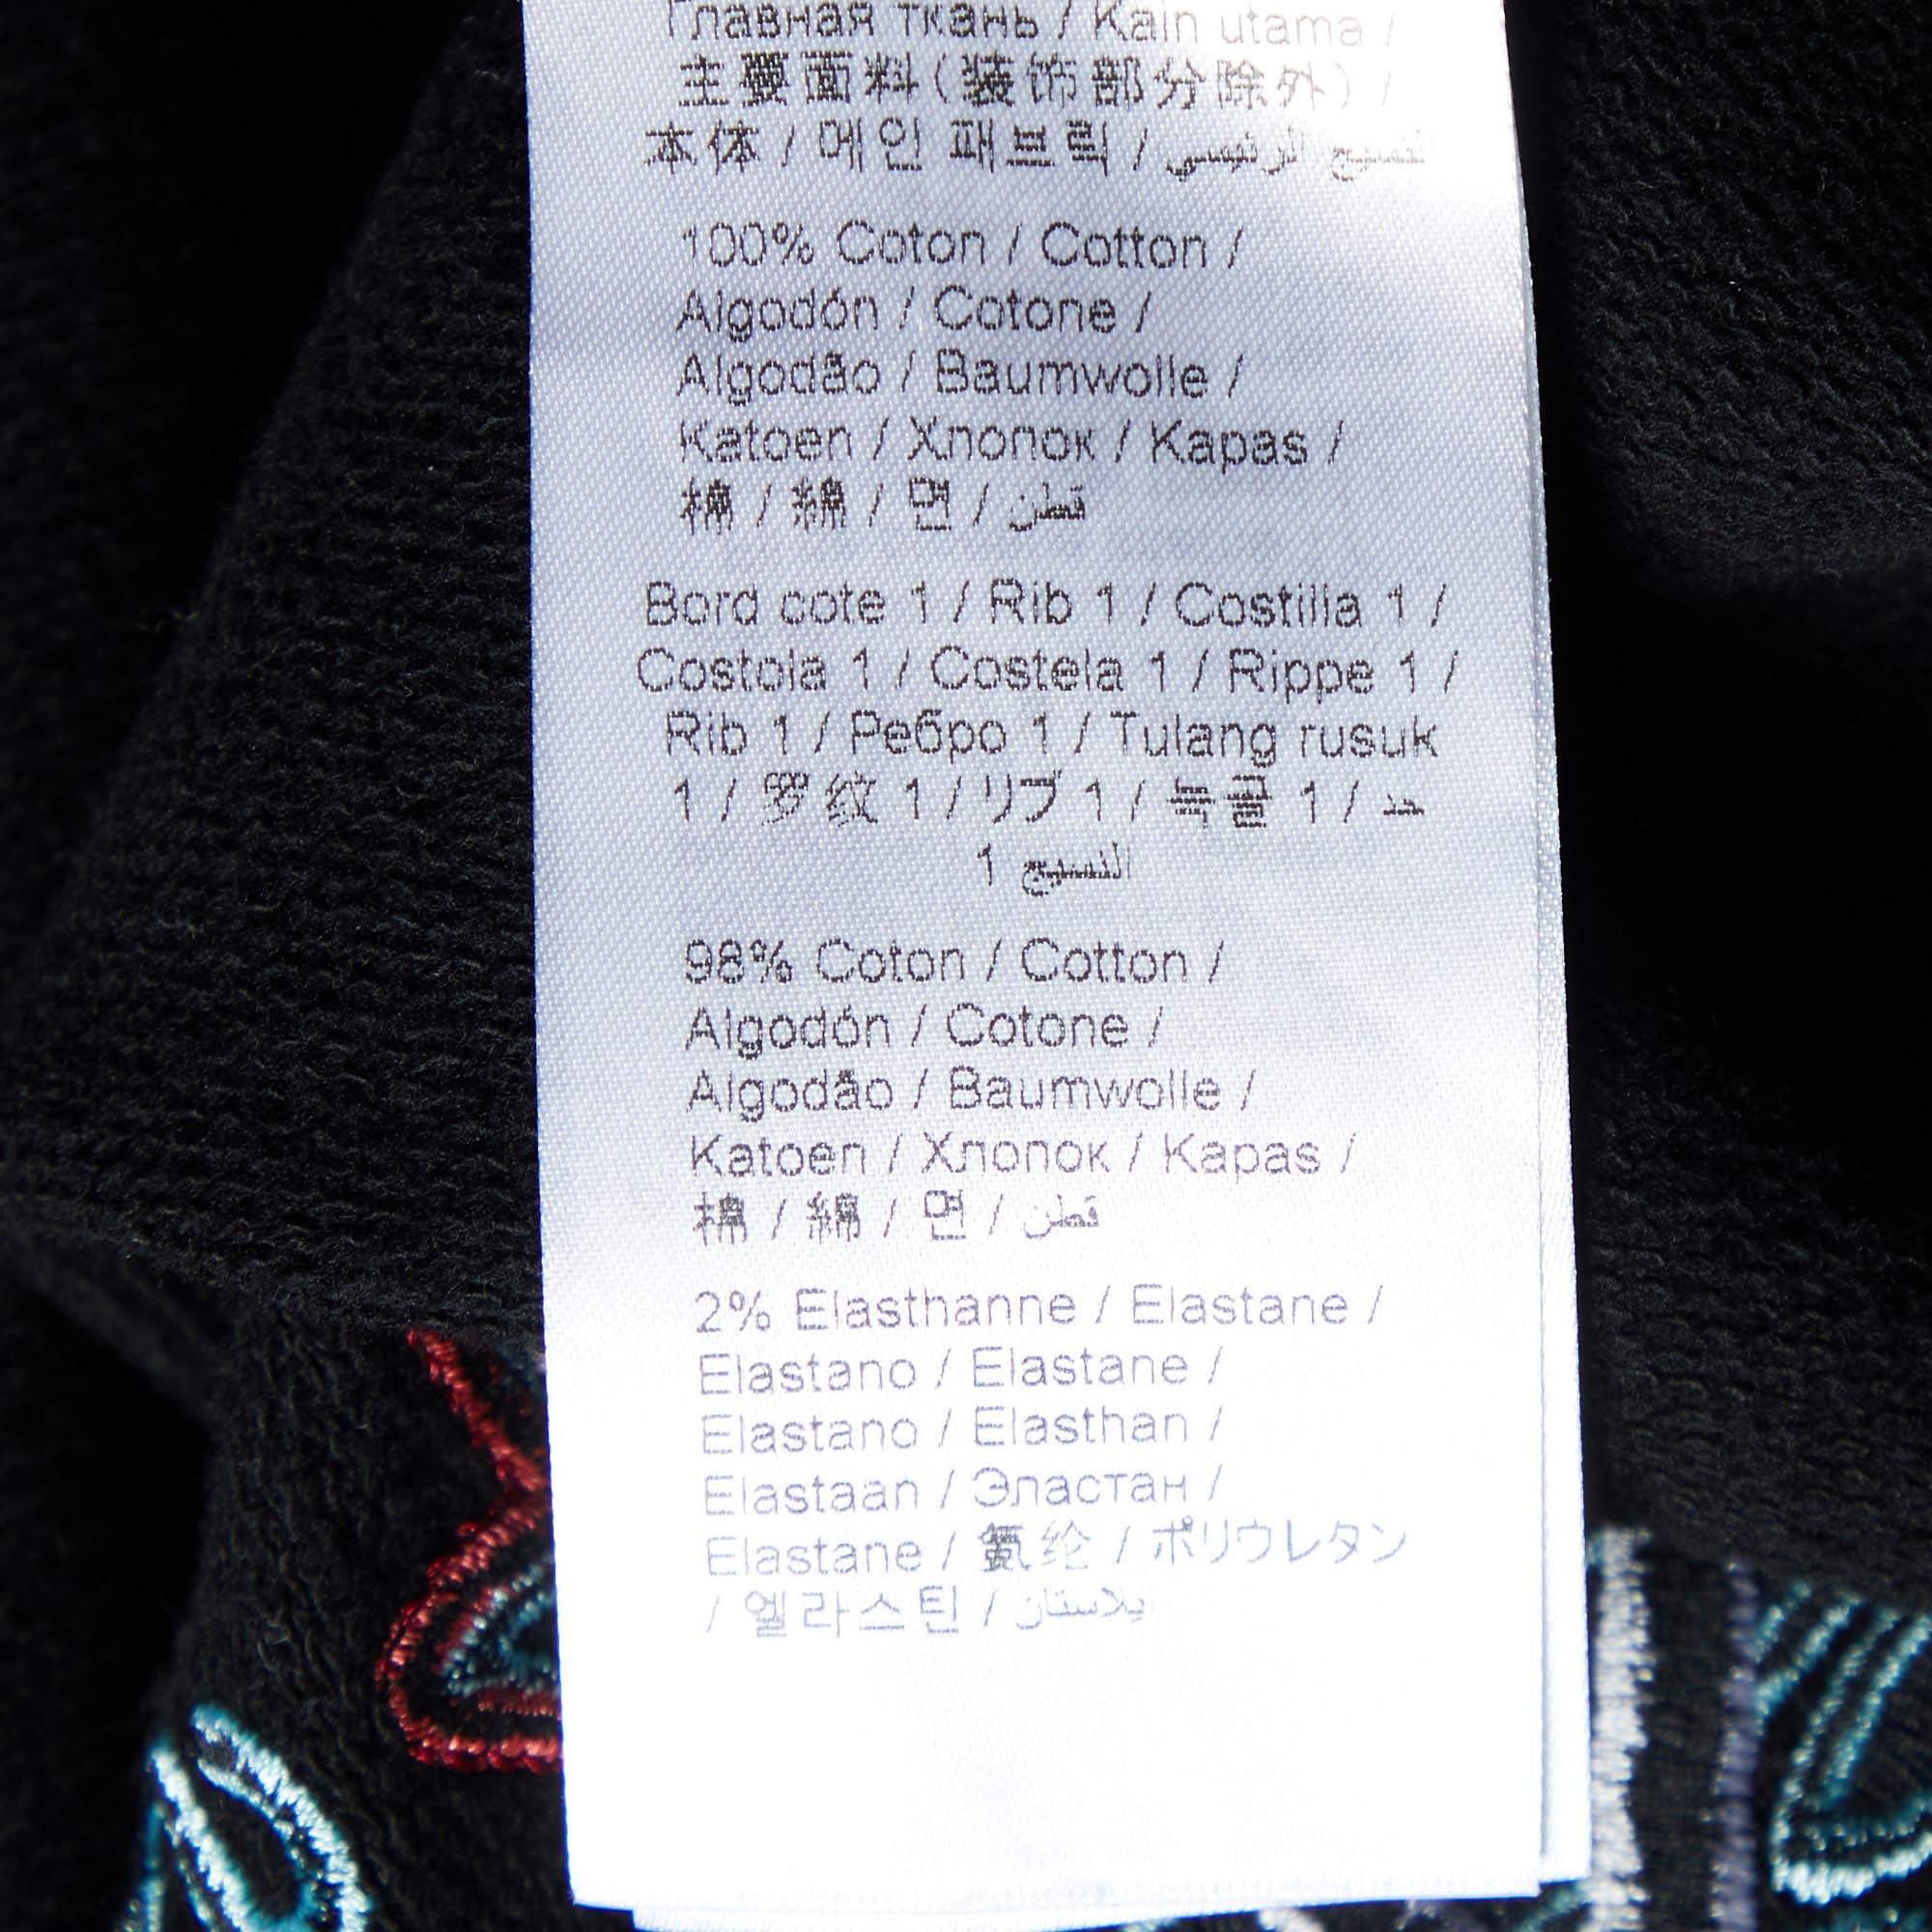 Главная ткань / Kain utama /
主要面料(装饰部分除外) /
本体 / 메인 패브릭 / النسيج الرئيسي
100% Coton / Cotton /
Algodón / Cotone /
Algodão / Baumwolle /
Katoen / Хлопок / Kapas /
棉 / 綿 / 면 / قطن
Bord cote 1 / Rib 1 / Costilla 1 /
Costola 1 / Costela 1 / Rippe 1 /
Rib 1 / Ребро 1 / Tulang rusuk
1 / 罗纹 1 / リブ 1 / 늑골 1 / حد
النسيج 1
98% Coton / Cotton /
Algodón / Cotone /
Algodão / Baumwolle /
Katoen / Хлопок / Kapas /
棉 / 綿 / 면 / قطن
2% Elasthanne / Elastane /
Elastano / Elastane /
Elastano / Elasthan /
Elastaan / Эластан /
Elastane / 氨纶 / ポリウレタン
/ 엘라스틴 / يلاستان